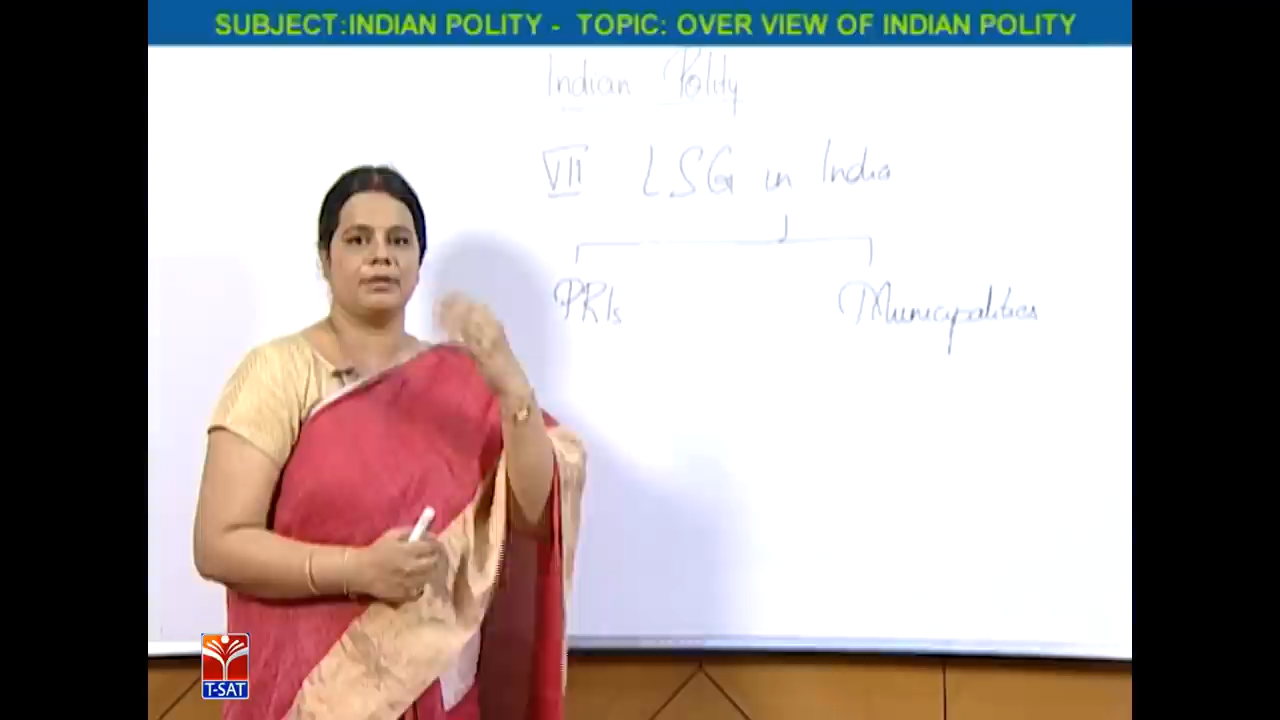 SUBJECT:INDIAN POLITY - TOPIC: OVER VIEW OF INDIAN POLITY
Indian Polity
VII LSG in India
PRIs Municipalities
T-SAT